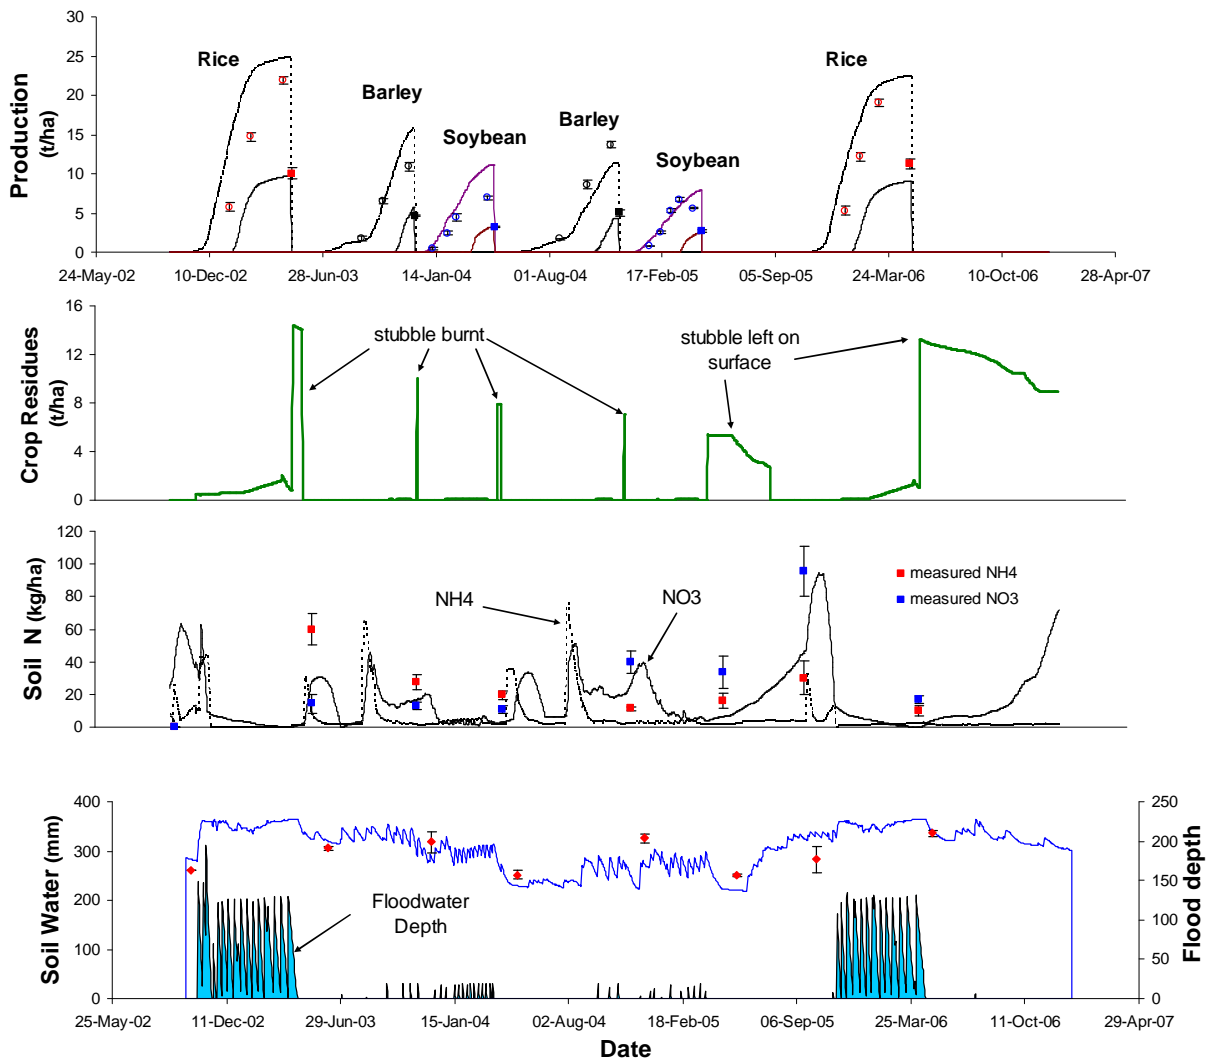 Production
(t/ha)
30
25
20
15
10
5
0
Rice
Barley
Soybean
Barley
Soybean
Rice
24-May-02
10-Dec-02
28-Jun-03
14-Jan-04
01-Aug-04
17-Feb-05
05-Sep-05
24-Mar-06
10-Oct-06
28-Apr-07
Crop Residues
(t/ha)
16
12
8
4
0
stubble burnt
stubble left on
surface
Soil N (kg/ha)
120
100
80
60
40
20
0
NH4
NO3
measured NH4
measured NO3
Soil Water (mm)
400
300
200
100
0
Floodwater
Depth
250
200
150
100
50
0
Flood depth
25-May-02
11-Dec-02
29-Jun-03
15-Jan-04
02-Aug-04
18-Feb-05
06-Sep-05
25-Mar-06
11-Oct-06
29-Apr-07
Date